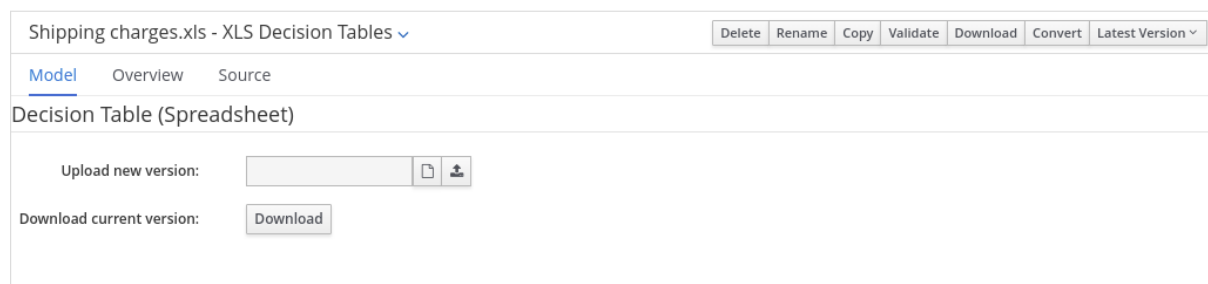 Shipping charges.xls - XLS Decision Tables Delete Rename Copy Validate Download Convert Latest Version
Model Overview Source
Decision Table (Spreadsheet)
Upload new version:
Download current version: Download